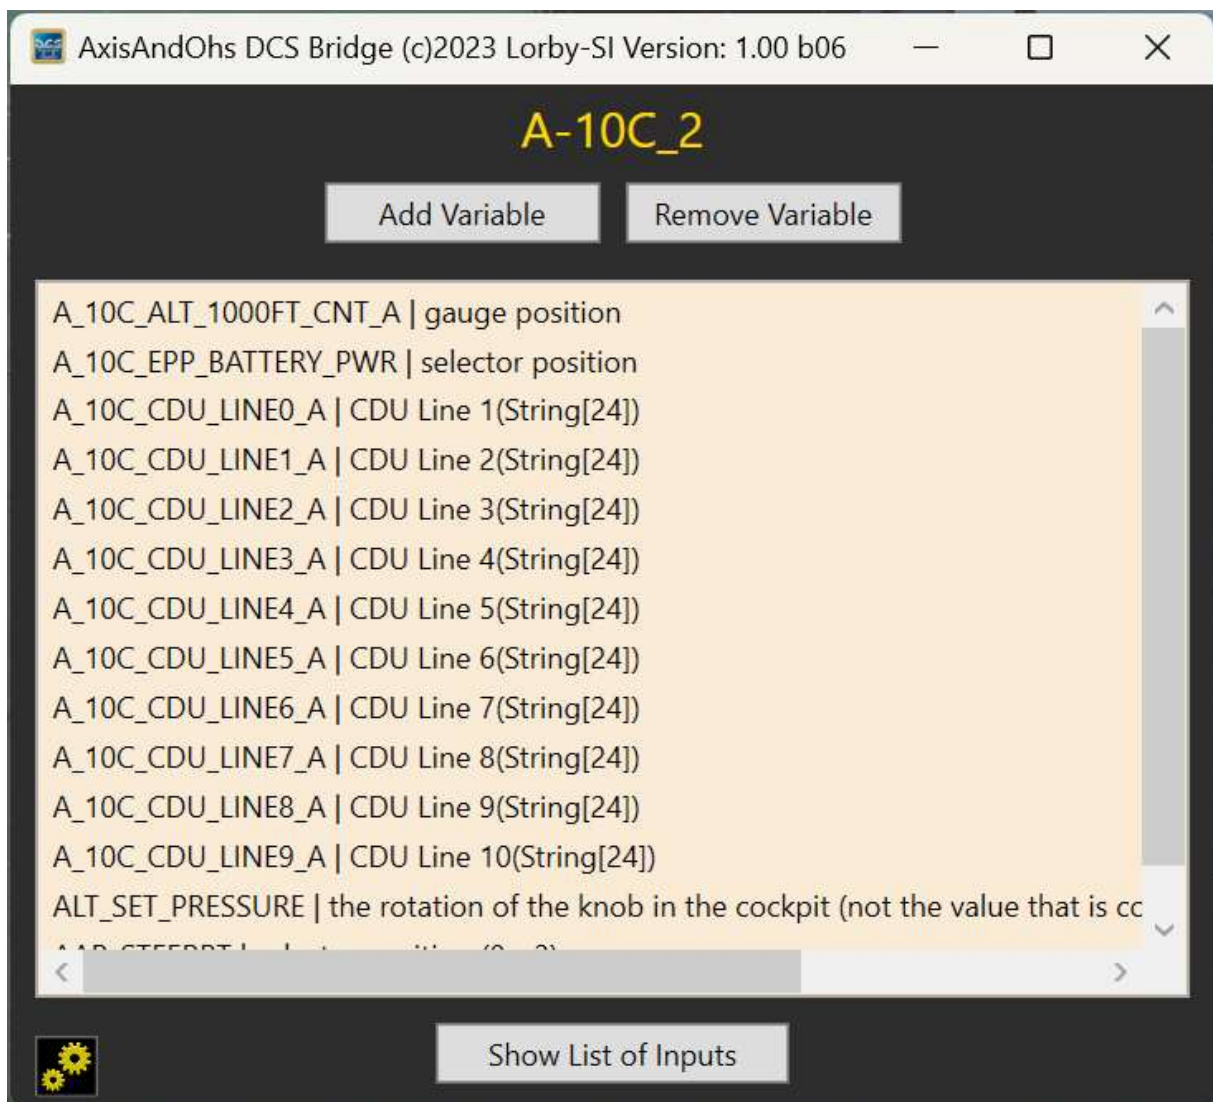 AxisAndOhs DCS Bridge (c)2023 Lorby-SI Version: 1.00 b06
A-10C_2
Add Variable Remove Variable
A_10C_ALT_1000FT_CNT_A | gauge position
A_10C_EPP_BATTERY_PWR | selector position
A_10C_CDU_LINE0_A | CDU Line 1(String[24])
A_10C_CDU_LINE1_A | CDU Line 2(String[24])
A_10C_CDU_LINE2_A | CDU Line 3(String[24])
A_10C_CDU_LINE3_A | CDU Line 4(String[24])
A_10C_CDU_LINE4_A | CDU Line 5(String[24])
A_10C_CDU_LINE5_A | CDU Line 6(String[24])
A_10C_CDU_LINE6_A | CDU Line 7(String[24])
A_10C_CDU_LINE7_A | CDU Line 8(String[24])
A_10C_CDU_LINE8_A | CDU Line 9(String[24])
A_10C_CDU_LINE9_A | CDU Line 10(String[24])
ALT_SET_PRESSURE | the rotation of the knob in the cockpit (not the value that is
Show List of Inputs